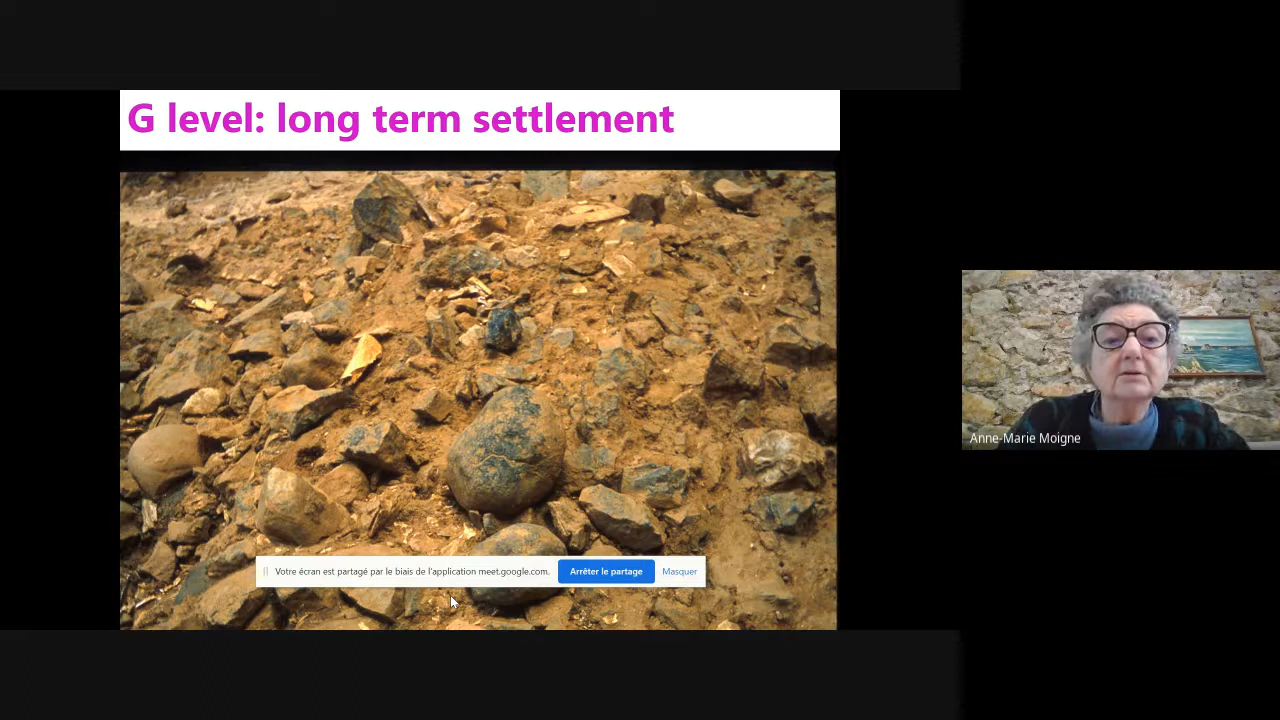 G level: long term settlement
Anne-Marie Moigne
Votre écran est partagé par le biais de l'application meet.google.com. Arrêter le partage Masquer